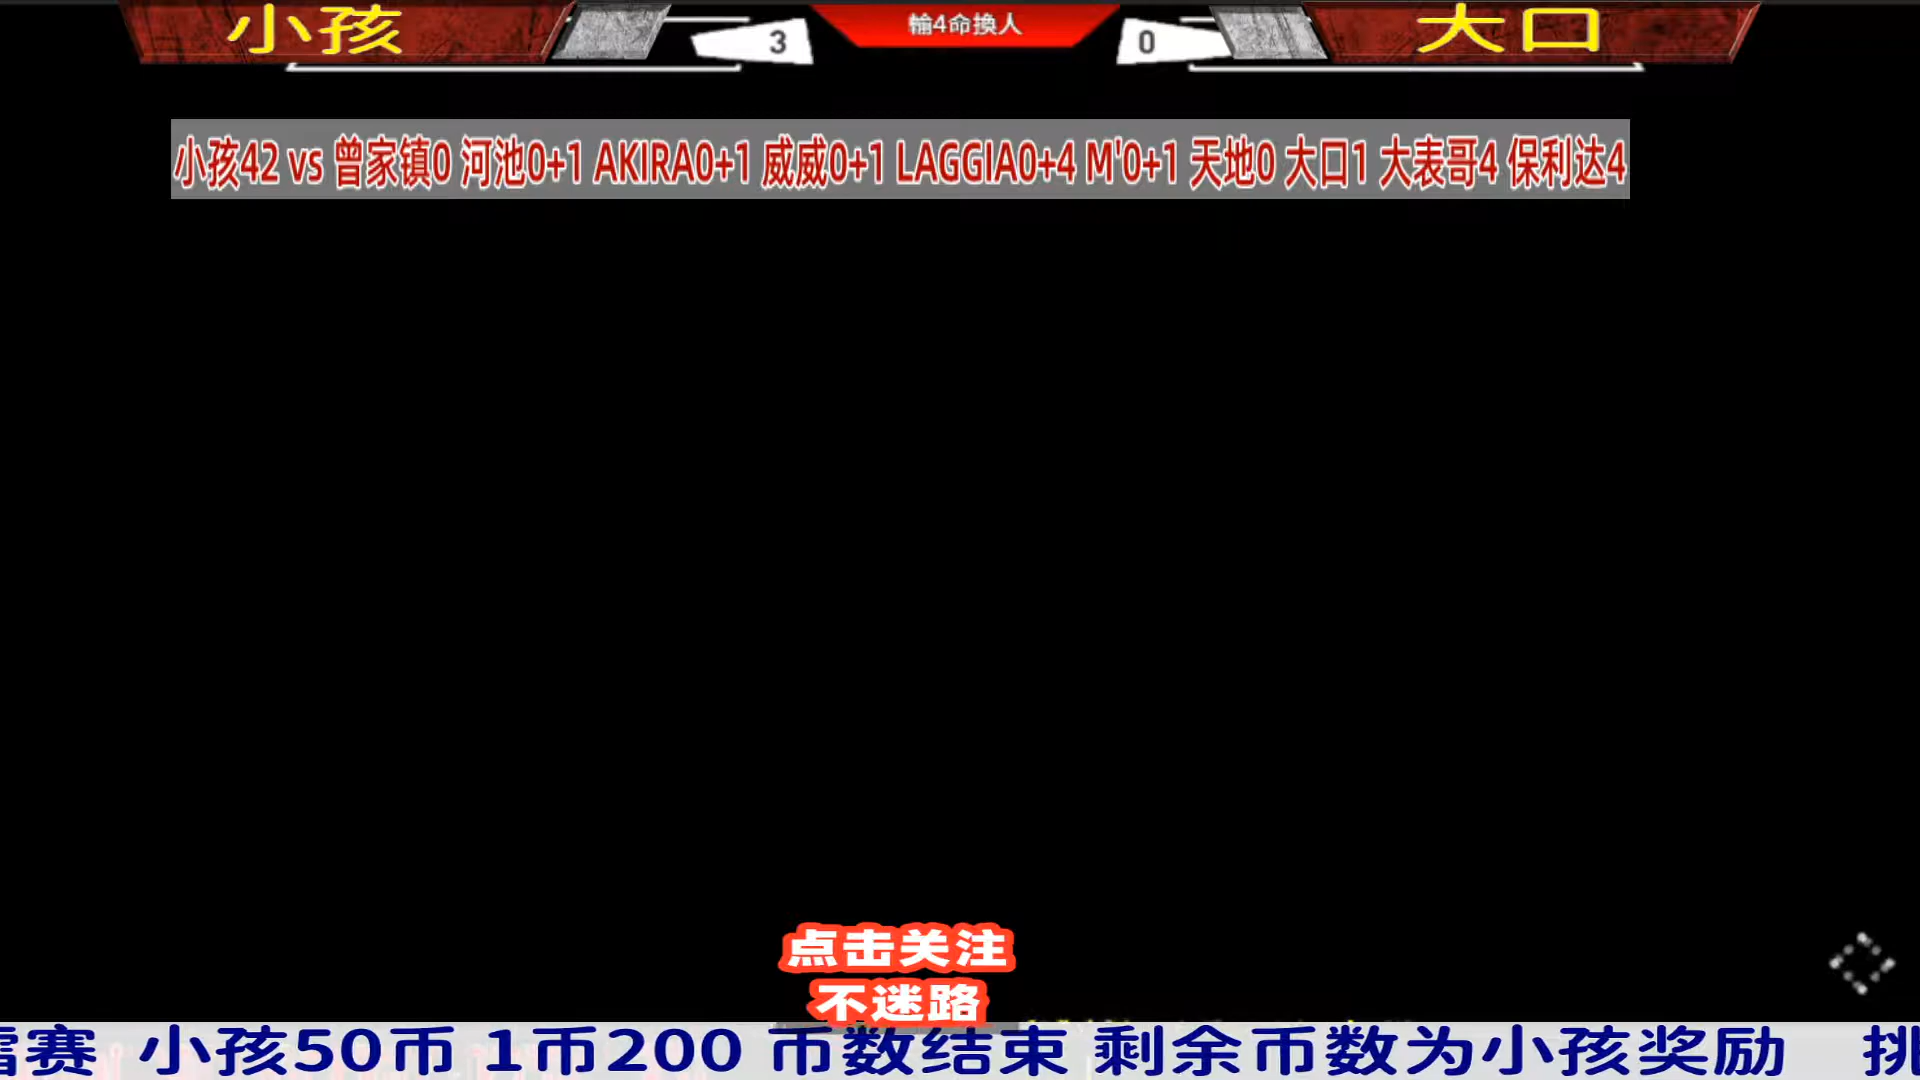 小孩 3 輸4命換人 0 大口
小孩42 vs 曾家镇0 河池0+1 AKIRA0+1 威威0+1 LAGGIA0+4 M'0+1 天地0 大口1 大表哥4 保利达4
点击关注
不迷路
赛 小孩50币 1币200 币数结束 剩余币数为小孩奖励 挑